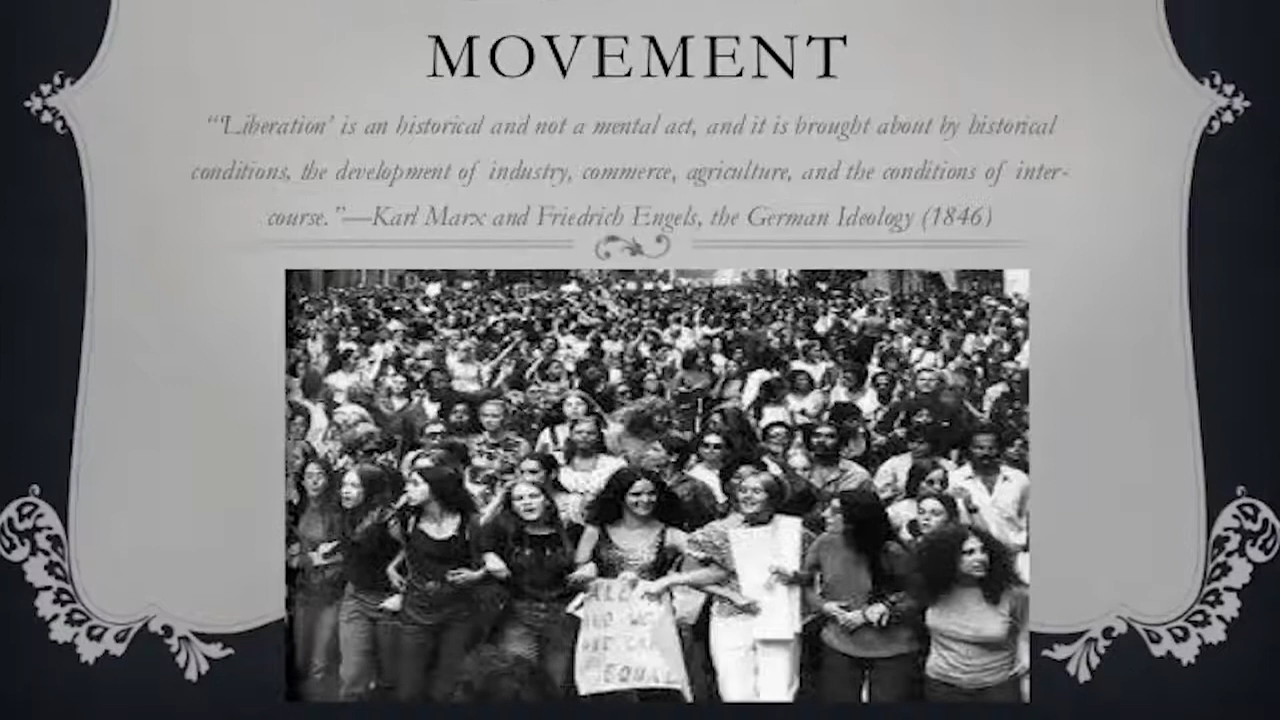 MOVEMENT
“‘Liberation’ is an historical and not a mental act, and it is brought about by historical
conditions, the development of industry, commerce, agriculture, and the conditions of inter-
course.”—Karl Marx and Friedrich Engels, the German Ideology (1846)
EQUAL